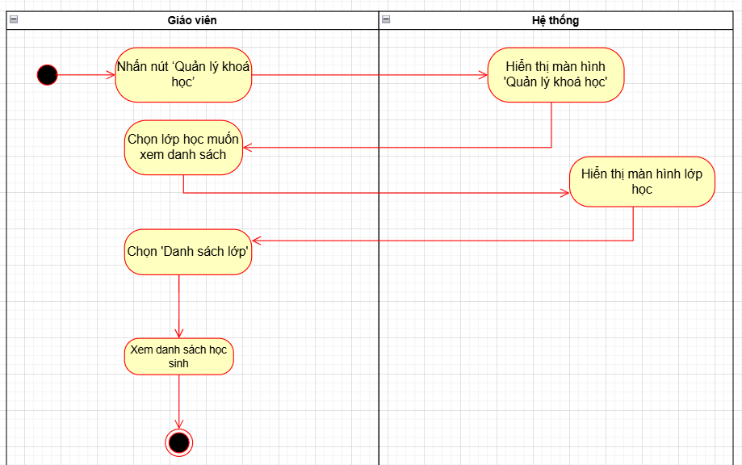 Giáo viên
Hệ thống
Nhấn nút ‘Quản lý khoá
học’
Hiển thị màn hình
'Quản lý khoá học'
Chọn lớp học muốn
xem danh sách
Hiển thị màn hình lớp
học
Chọn 'Danh sách lớp'
Xem danh sách học
sinh